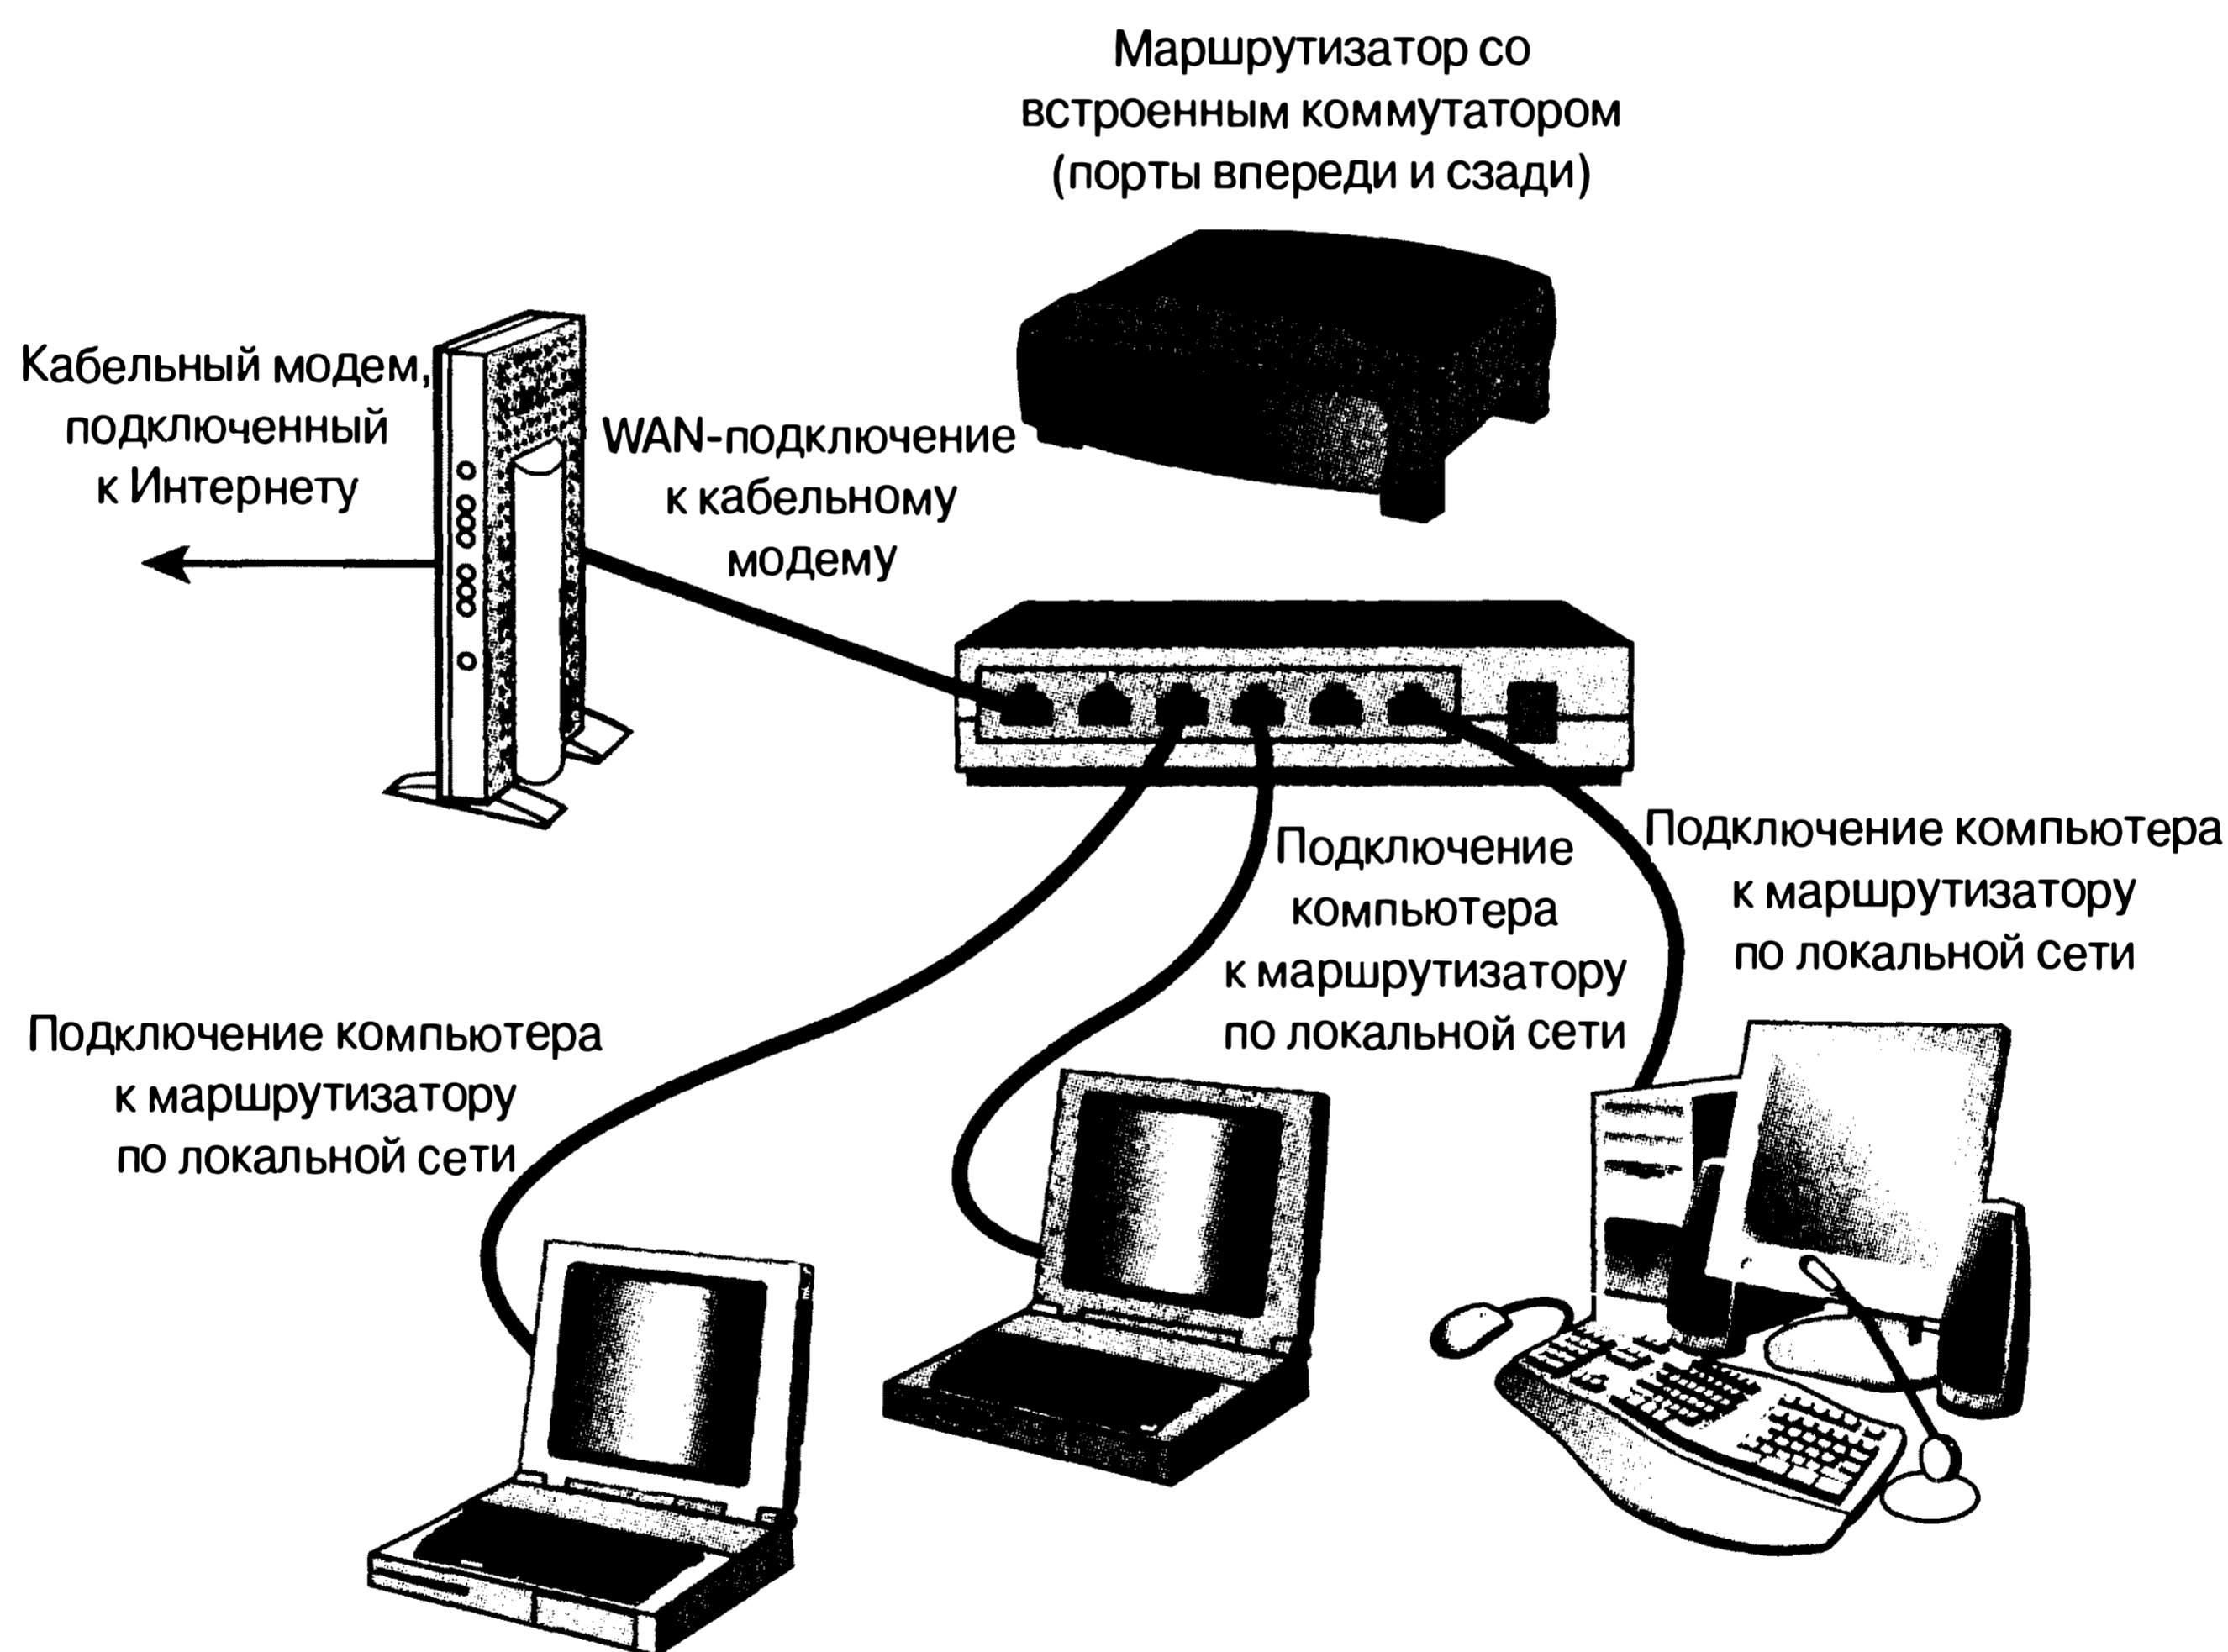 Маршрутизатор со
встроенным коммутатором
(порты впереди и сзади)
Кабельный модем,
подключенный
к Интернету
WAN-подключение
к кабельному
модему
Подключение компьютера
к маршрутизатору
по локальной сети
Подключение
компьютера
к маршрутизатору
по локальной сети
Подключение компьютера
к маршрутизатору
по локальной сети